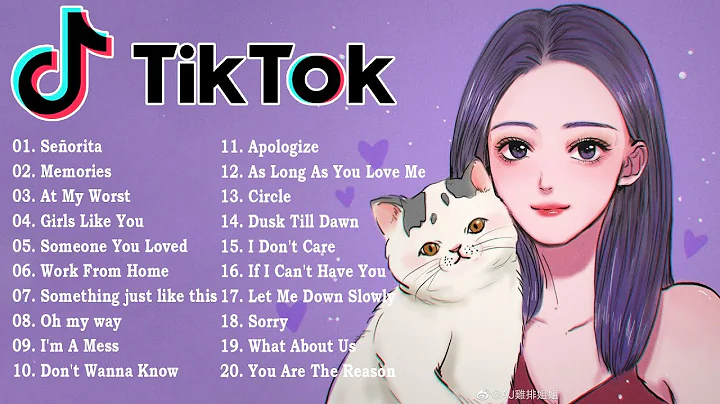 TikTok
01. Señorita
02. Memories
03. At My Worst
04. Girls Like You
05. Someone You Loved
06. Work From Home
07. Something just like this
08. Oh my way
09. I'm A Mess
10. Don't Wanna Know
11. Apologize
12. As Long As You Love Me
13. Circle
14. Dusk Till Dawn
15. I Don't Care
16. If I Can't Have You
17. Let Me Down Slowly
18. Sorry
19. What About Us
20. You Are The Reason